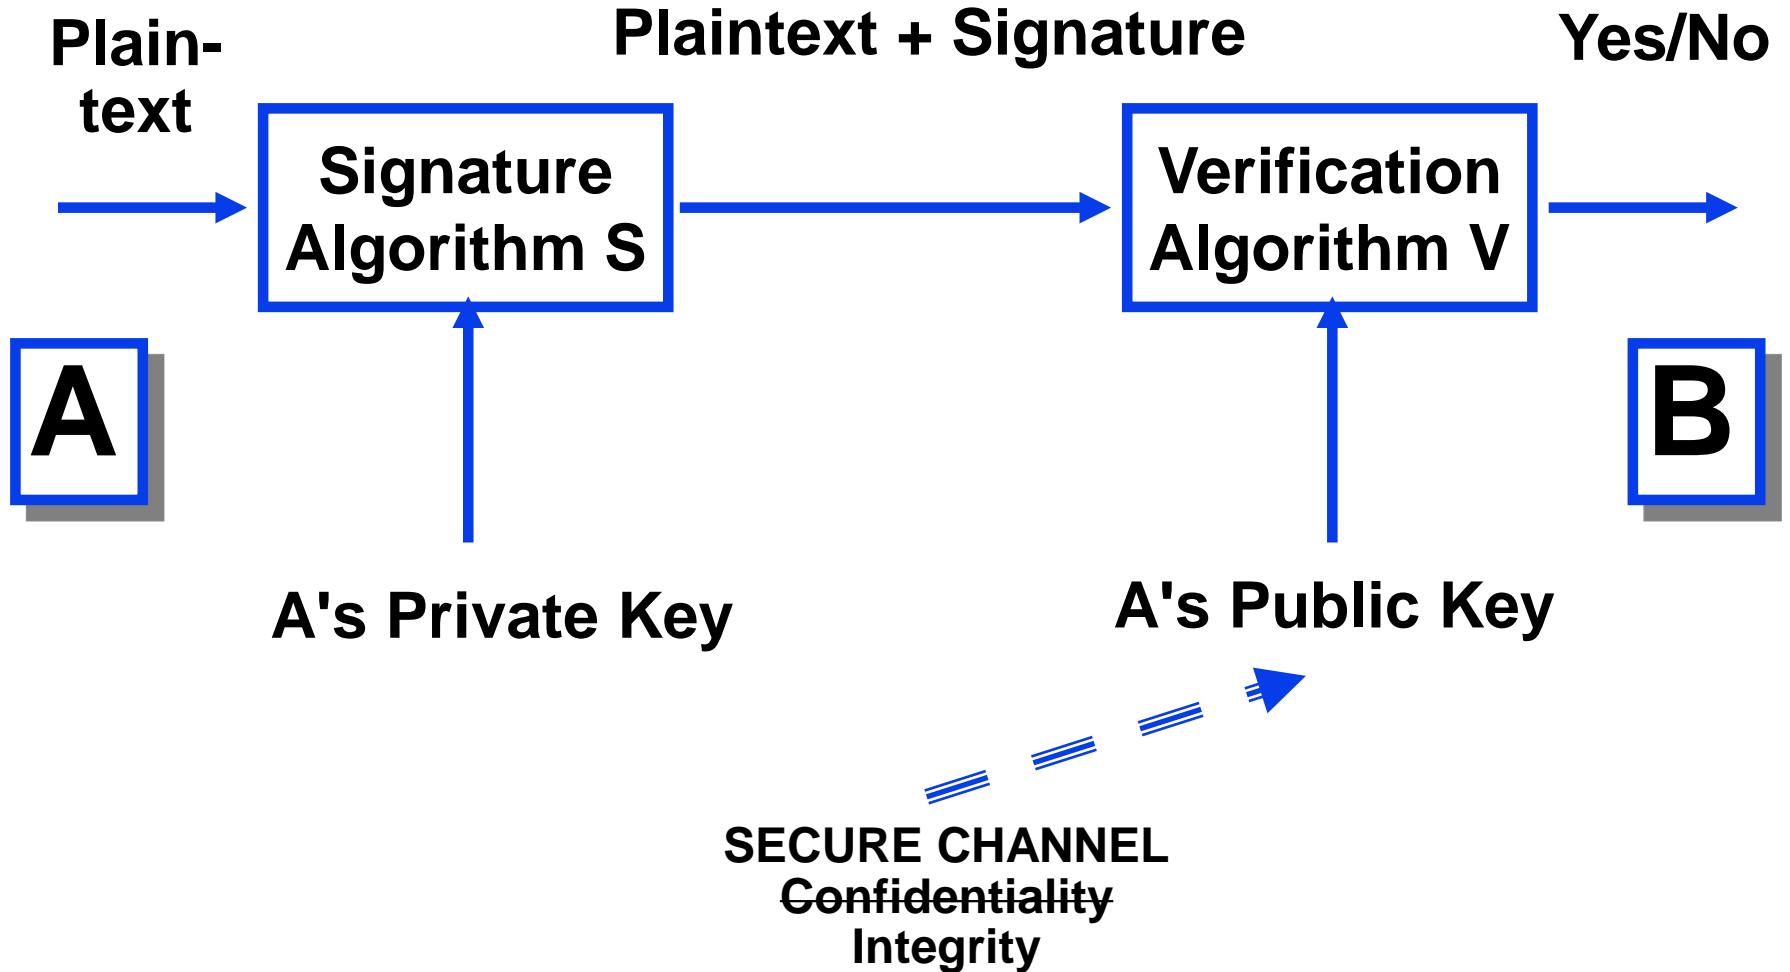 Plain-
text
Plaintext + Signature
Yes/No
Signature
Algorithm S
Verification
Algorithm V
A
B
A's Private Key
A's Public Key
SECURE CHANNEL
Confidentiality
Integrity